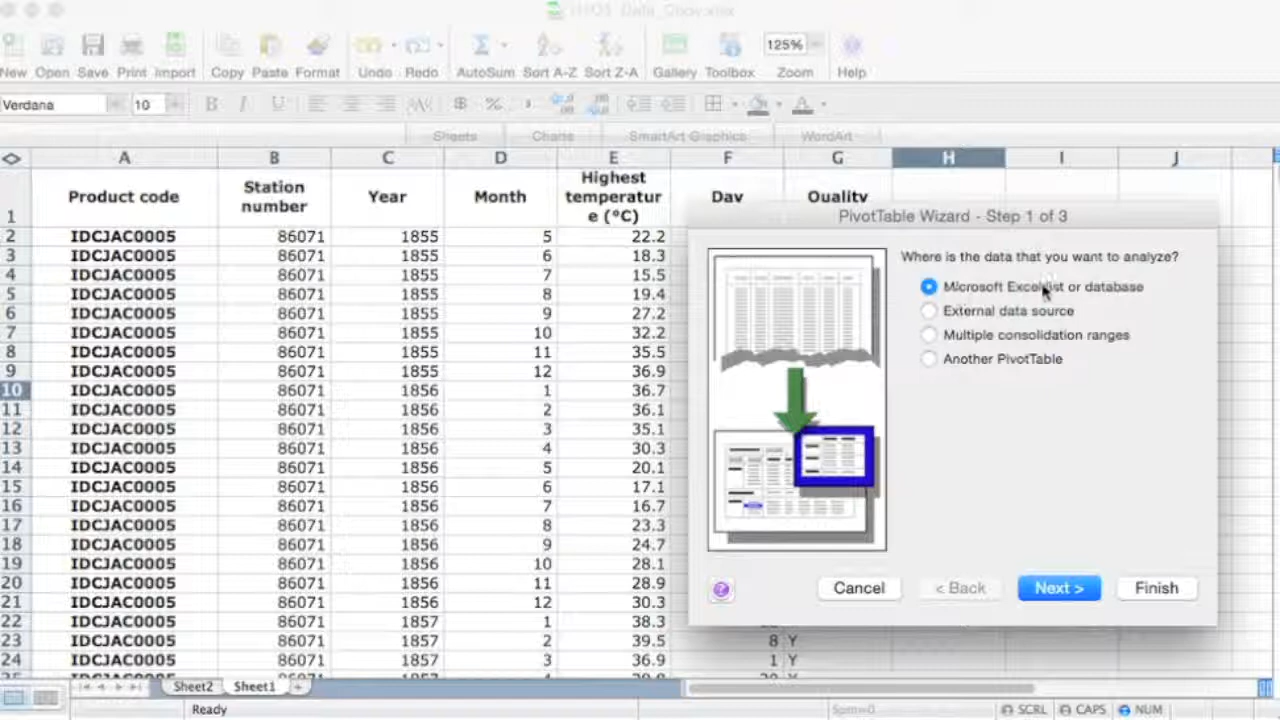 New Open Save Print Import Copy Paste Format Undo Redo AutoSum Sort A-Z Sort Z-A Gallery Toolbox 125% Zoom Help
Verdana 10 B I U
Sheets Charts SmartArt Graphics WordArt
A B C D E F G H I J
1 Product code Station number Year Month Highest temperatur e (°C) Day Quality
2 IDCJAC0005 86071 1855 5 22.2
3 IDCJAC0005 86071 1855 6 18.3
4 IDCJAC0005 86071 1855 7 15.5
5 IDCJAC0005 86071 1855 8 19.4
6 IDCJAC0005 86071 1855 9 27.2
7 IDCJAC0005 86071 1855 10 32.2
8 IDCJAC0005 86071 1855 11 35.5
9 IDCJAC0005 86071 1855 12 36.9
10 IDCJAC0005 86071 1856 1 36.7
11 IDCJAC0005 86071 1856 2 36.1
12 IDCJAC0005 86071 1856 3 35.1
13 IDCJAC0005 86071 1856 4 30.3
14 IDCJAC0005 86071 1856 5 20.1
15 IDCJAC0005 86071 1856 6 17.1
16 IDCJAC0005 86071 1856 7 16.7
17 IDCJAC0005 86071 1856 8 23.3
18 IDCJAC0005 86071 1856 9 24.7
19 IDCJAC0005 86071 1856 10 28.1
20 IDCJAC0005 86071 1856 11 28.9
21 IDCJAC0005 86071 1856 12 30.3
22 IDCJAC0005 86071 1857 1 38.3
23 IDCJAC0005 86071 1857 2 39.5 8 Y
24 IDCJAC0005 86071 1857 3 36.9 1 Y
PivotTable Wizard - Step 1 of 3
Where is the data that you want to analyze?
Microsoft Excel list or database
External data source
Multiple consolidation ranges
Another PivotTable
Cancel < Back Next > Finish
Sheet2 Sheet1
Ready Sum=0 SCRL CAPS NUM